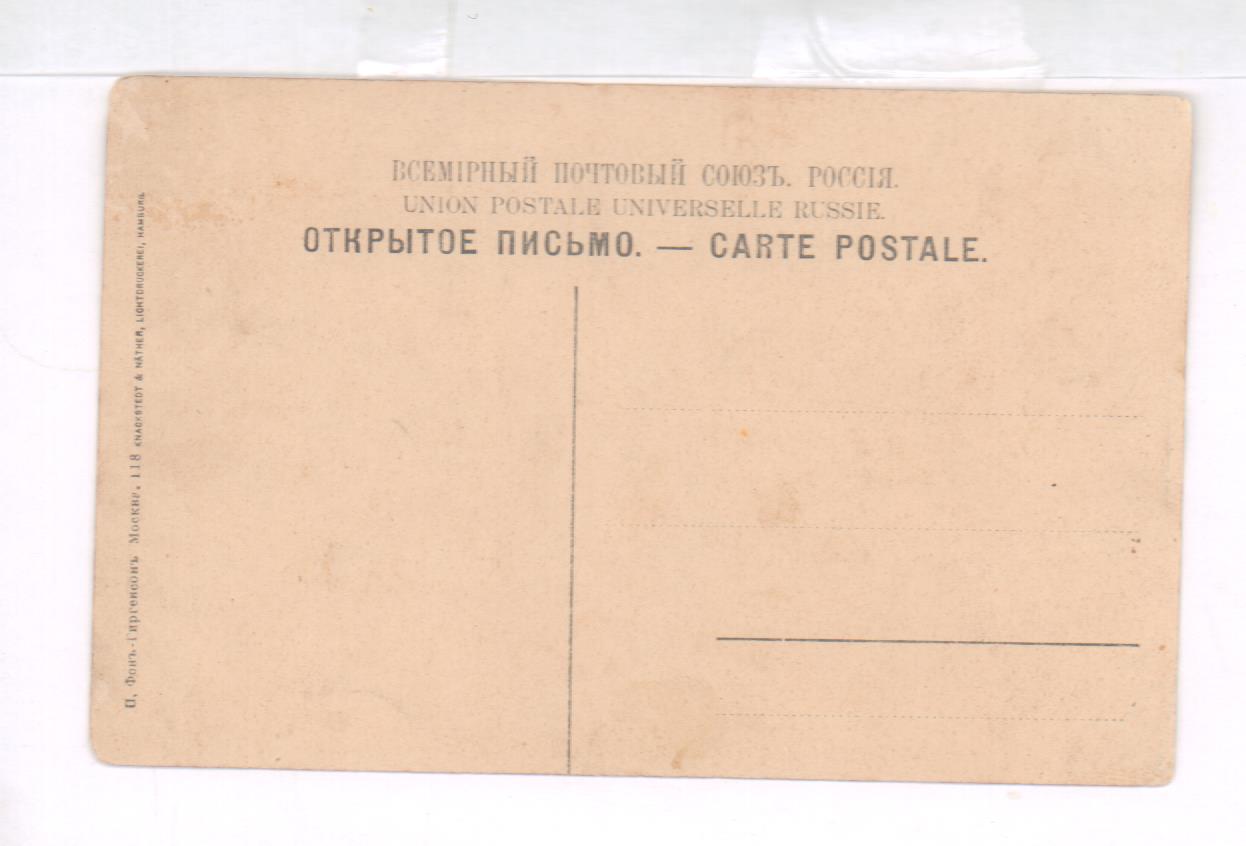 ВСЕМІРНЫЙ ПОЧТОВЫЙ СОЮЗЪ. РОССІЯ.
UNION POSTALE UNIVERSELLE RUSSIE.
ОТКРЫТОЕ ПИСЬМО. — CARTE POSTALE.
П. Фонъ-Гиргенсонъ Москва. 118 KNACKSTEDT & NÄTHER, LICHTDRUCKEREI, HAMBURG.